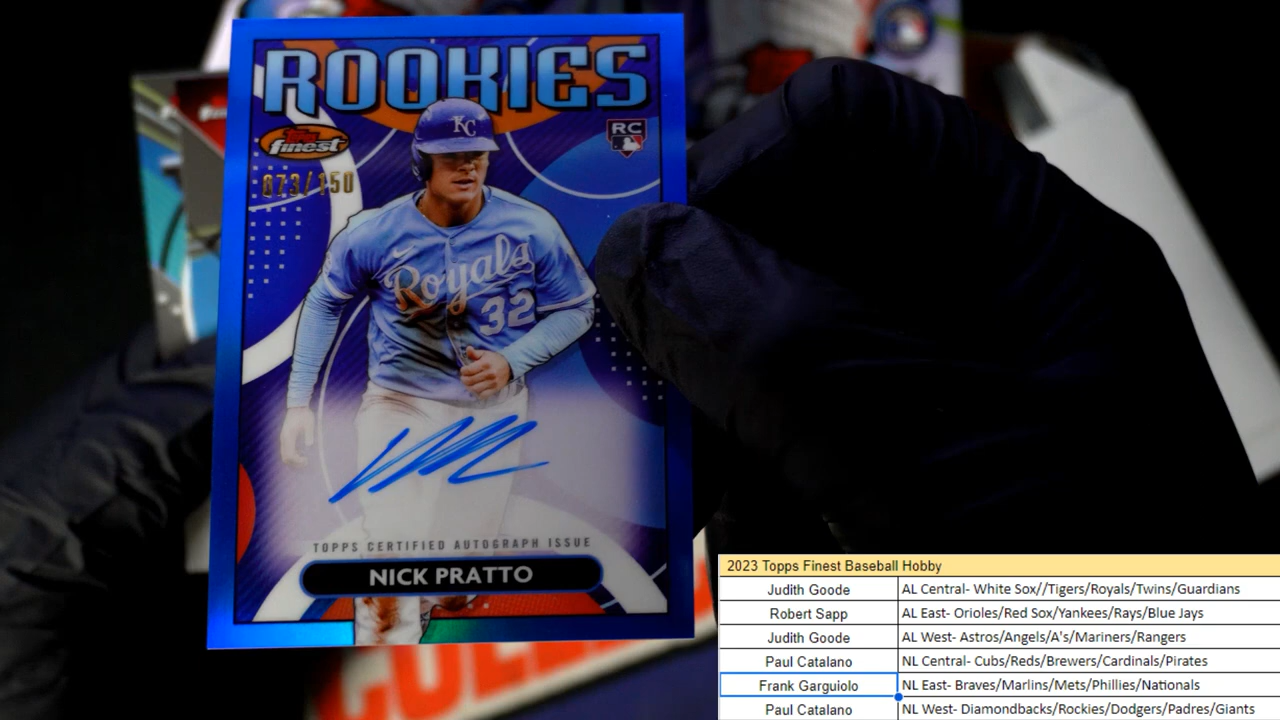 ROOKIES
Topps
finest
RC
073/150
KC
Royals
32
TOPPS CERTIFIED AUTOGRAPH ISSUE
NICK PRATTO
2023 Topps Finest Baseball Hobby
Judith Goode AL Central- White Sox//Tigers/Royals/Twins/Guardians
Robert Sapp AL East- Orioles/Red Sox/Yankees/Rays/Blue Jays
Judith Goode AL West- Astros/Angels/A's/Mariners/Rangers
Paul Catalano NL Central- Cubs/Reds/Brewers/Cardinals/Pirates
Frank Garguiolo NL East- Braves/Marlins/Mets/Phillies/Nationals
Paul Catalano NL West- Diamondbacks/Rockies/Dodgers/Padres/Giants